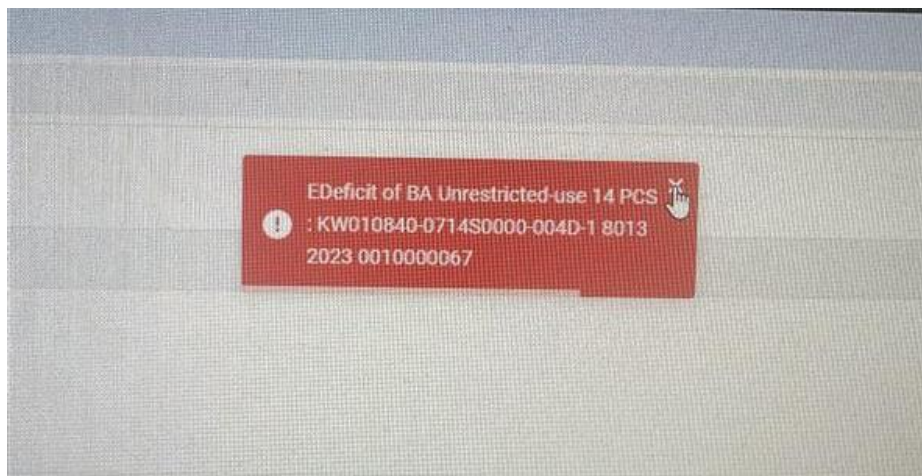 EDeficit of BA Unrestricted-use 14 PCS
: KW010840-0714S0000-004D-1 8013
2023 0010000067